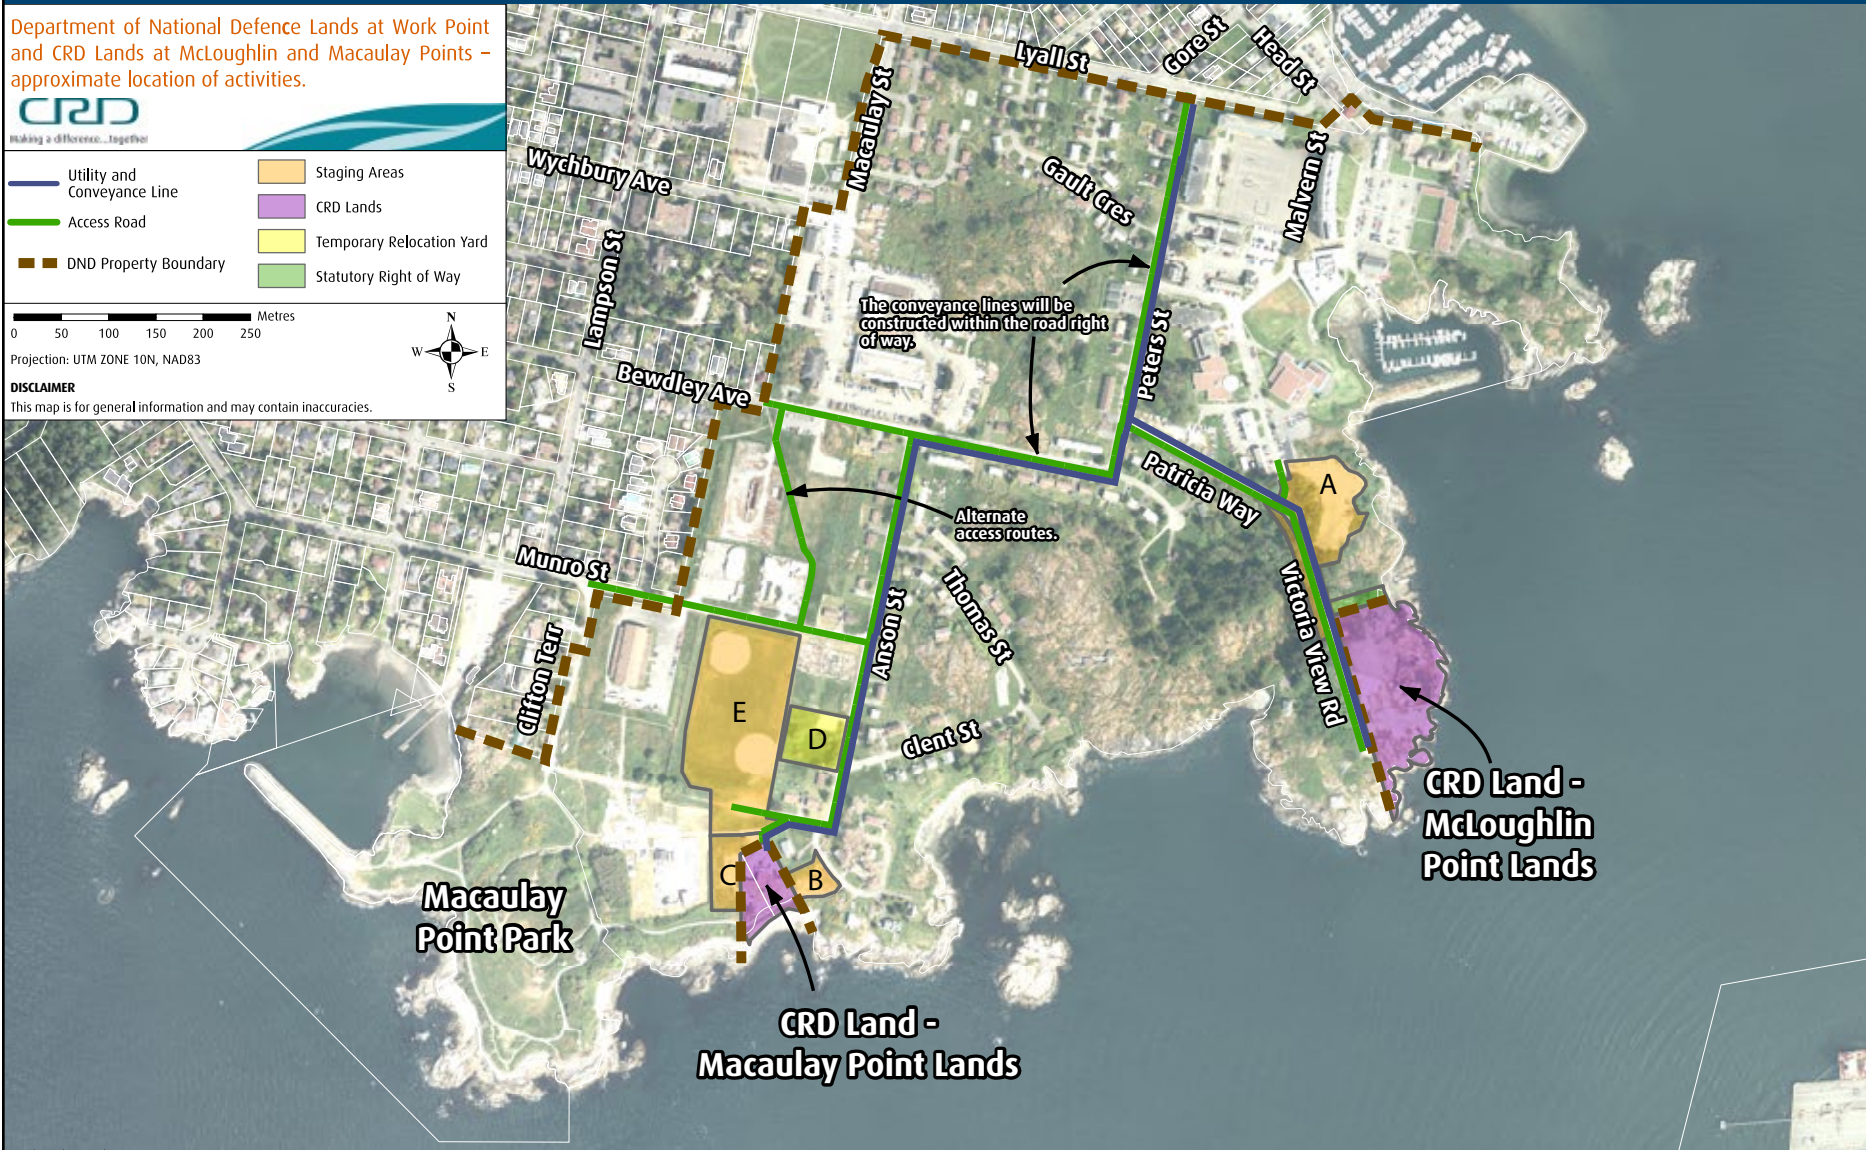 Department of National Defence Lands at Work Point
and CRD Lands at McLoughlin and Macaulay Points –
approximate location of activities.
CRD
Making a difference...together
Utility and
Conveyance Line
Access Road
DND Property Boundary
Staging Areas
CRD Lands
Temporary Relocation Yard
Statutory Right of Way
Metres
0 50 100 150 200 250
Projection: UTM ZONE 10N, NAD83
N
W E
S
DISCLAIMER
This map is for general information and may contain inaccuracies.
Lyall St
Gore St
Head St
Macaulay St
Wychbury Ave
Gault Cres
Malvern St
Lampson St
The conveyance lines will be
constructed within the road right
of way.
Peters St
Bewdley Ave
Patricia Way
A
Alternate
access routes.
Munro St
Thomas St
Anson St
Victoria View Rd
Clifton Terr
E
D
Clent St
CRD Land -
McLoughlin
Point Lands
C
B
Macaulay
Point Park
CRD Land -
Macaulay Point Lands